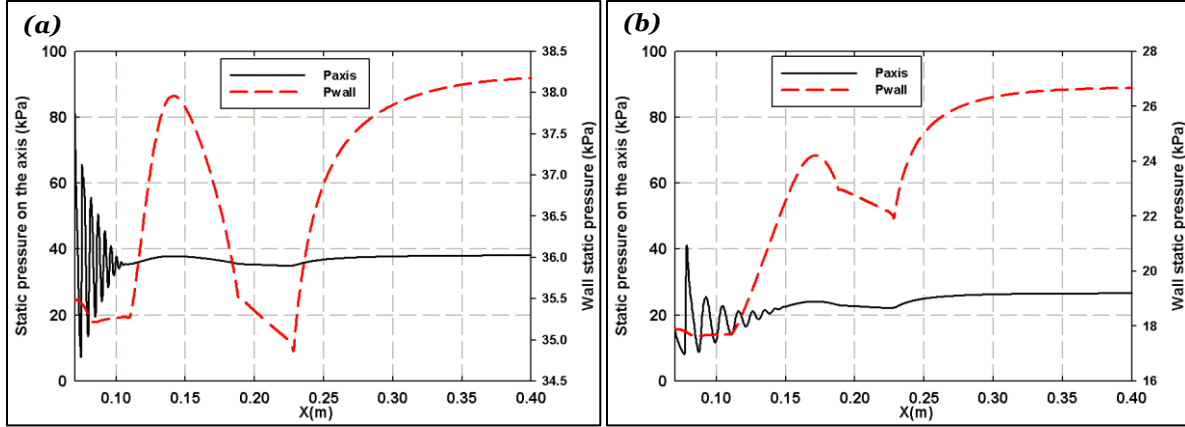 (a)
Static pressure on the axis (kPa)
100
80
60
40
20
0
Paxis
Pwall
38.5
38.0
37.5
37.0
36.5
36.0
35.5
35.0
34.5
Wall static pressure (kPa)
0.10 0.15 0.20 0.25 0.30 0.35 0.40
X(m)
(b)
Static pressure on the axis (kPa)
100
80
60
40
20
0
Paxis
Pwall
28
26
24
22
20
18
16
Wall static pressure (kPa)
0.10 0.15 0.20 0.25 0.30 0.35 0.40
X(m)